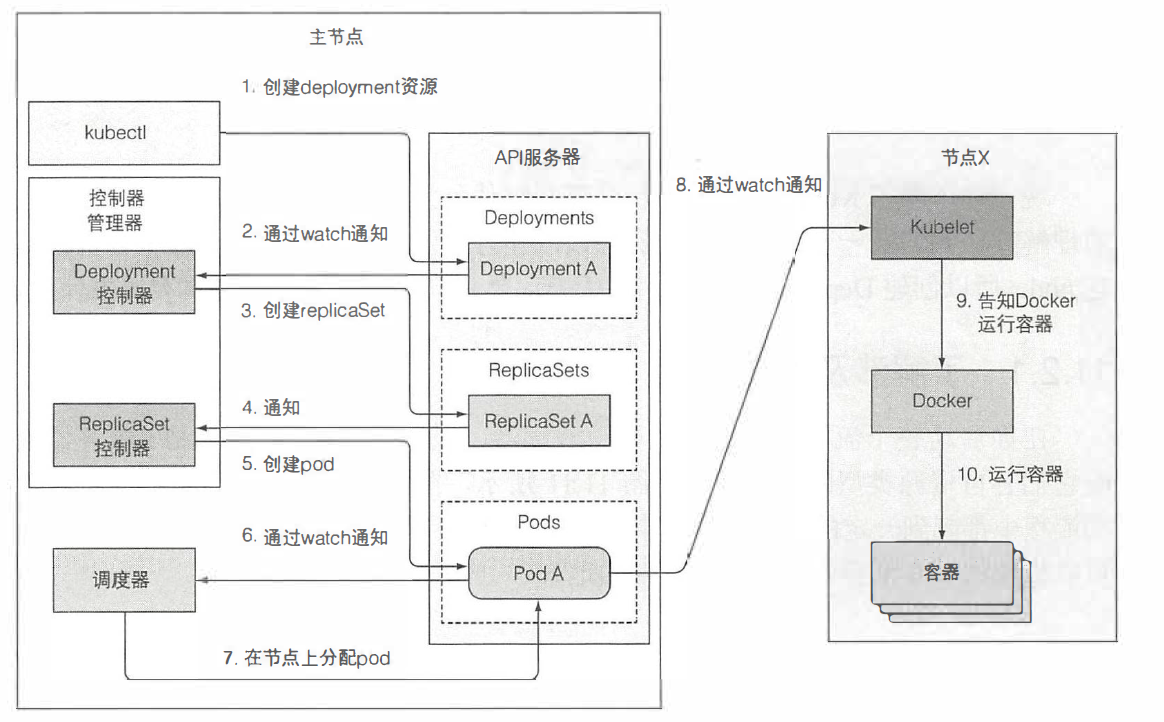 主节点
1. 创建deployment资源
kubectl
API服务器
控制器
管理器
Deployments
2. 通过watch通知
Deployment A
Deployment
控制器
3. 创建replicaSet
ReplicaSets
4. 通知
ReplicaSet A
ReplicaSet
控制器
5. 创建pod
Pods
6. 通过watch通知
Pod A
调度器
7. 在节点上分配pod
8. 通过watch通知
节点X
Kubelet
9. 告知Docker
运行容器
Docker
10. 运行容器
容器